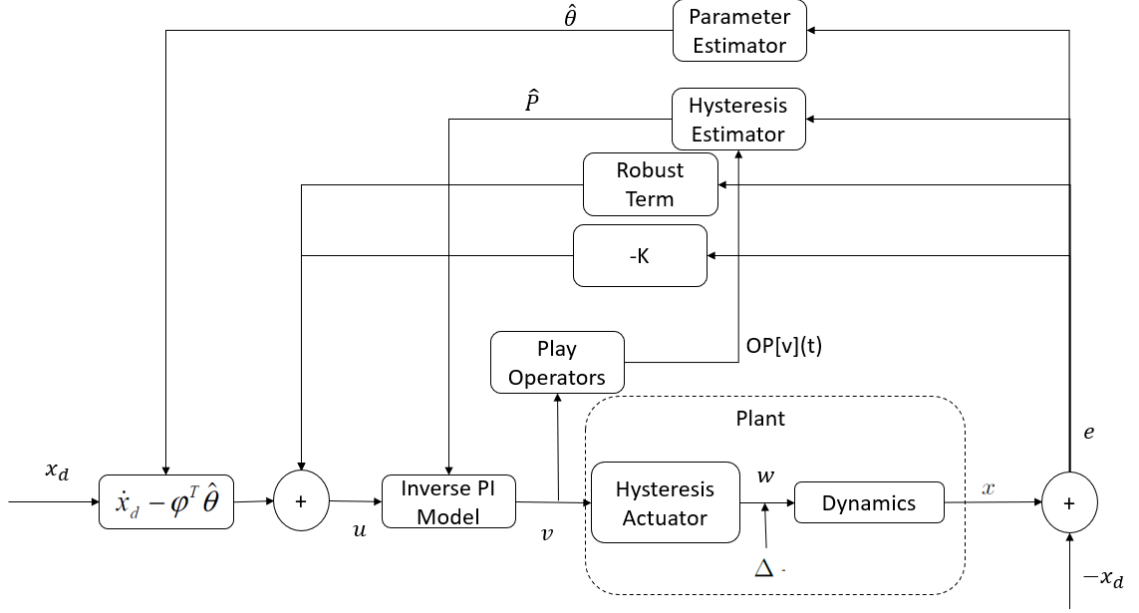 θ̂
Parameter
Estimator
P̂
Hysteresis
Estimator
Robust
Term
-K
Play
Operators
OP[v](t)
Plant
e
x_d
ẋ_d − φ^T θ̂
+
u
Inverse PI
Model
v
Hysteresis
Actuator
w
Δ .
Dynamics
x
+
−x_d